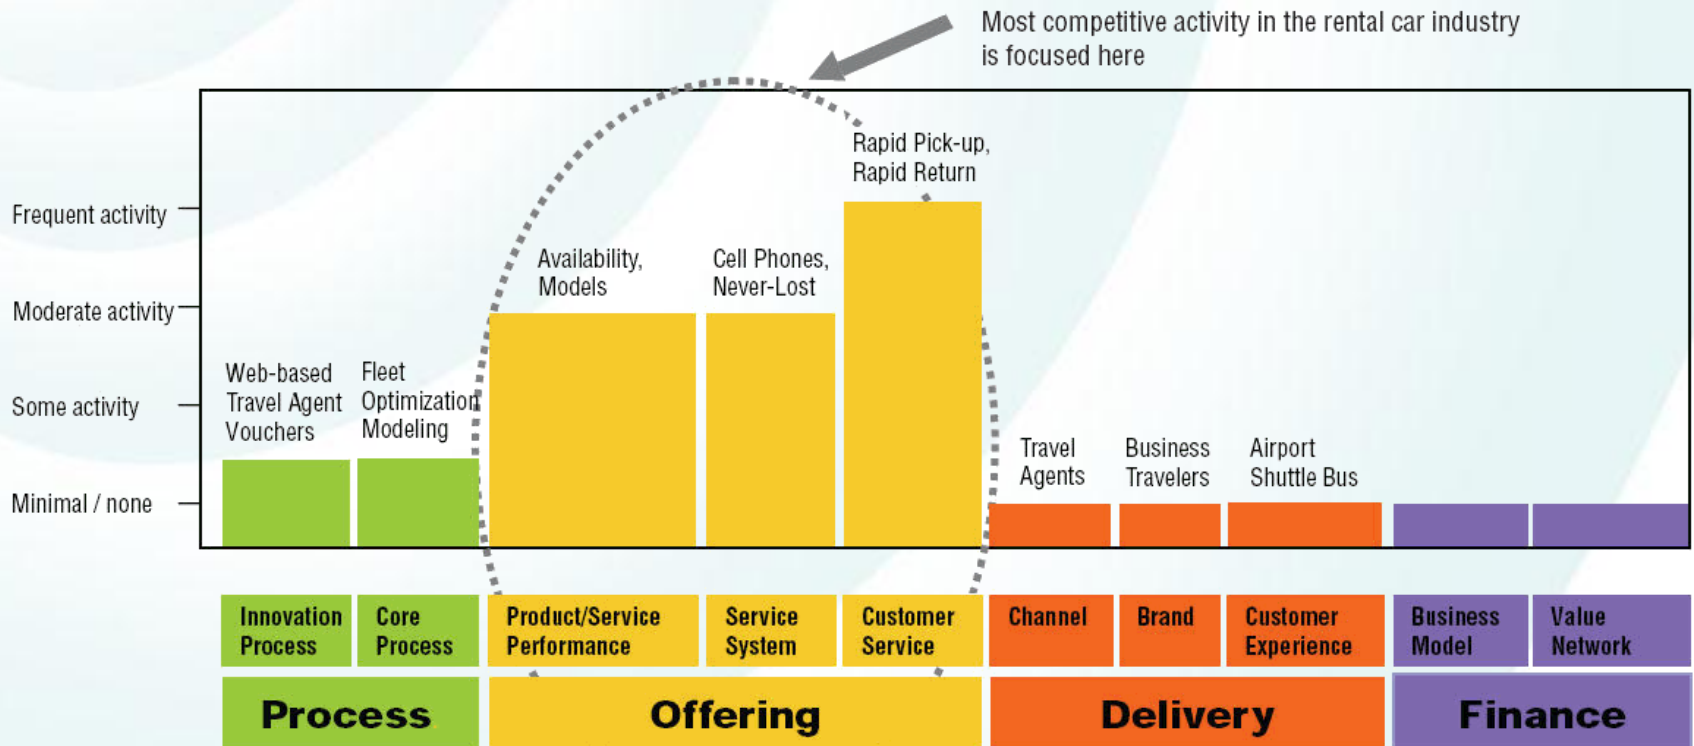 Most competitive activity in the rental car industry
is focused here
Rapid Pick-up,
Rapid Return
Frequent activity
Availability,
Models
Cell Phones,
Never-Lost
Moderate activity
Web-based
Travel Agent
Vouchers
Fleet
Optimization
Modeling
Some activity
Travel
Agents
Business
Travelers
Airport
Shuttle Bus
Minimal / none
Innovation
Process
Core
Process
Product/Service
Performance
Service
System
Customer
Service
Channel
Brand
Customer
Experience
Business
Model
Value
Network
Process
Offering
Delivery
Finance